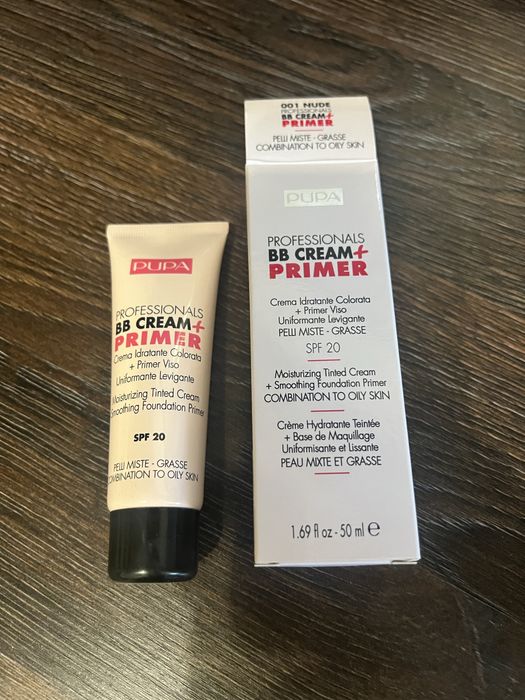 PUPA
PROFESSIONALS
BB CREAM+
PRIMER
Crema Idratante Colorata
+ Primer Viso
Uniformante Levigante
Moisturizing Tinted Cream
Smoothing Foundation Primer
SPF 20
PELLI MISTE - GRASSE
COMBINATION TO OILY SKIN
001 NUDE
PROFESSIONALS
BB CREAM+
PRIMER
PELLI MISTE - GRASSE
COMBINATION TO OILY SKIN
PUPA
PROFESSIONALS
BB CREAM+
PRIMER
Crema Idratante Colorata
+ Primer Viso
Uniformante Levigante
PELLI MISTE - GRASSE
SPF 20
Moisturizing Tinted Cream
+ Smoothing Foundation Primer
COMBINATION TO OILY SKIN
Crème Hydratante Teintée
+ Base de Maquillage
Uniformisante et Lissante
PEAU MIXTE ET GRASSE
1.69 fl oz - 50 ml ℮